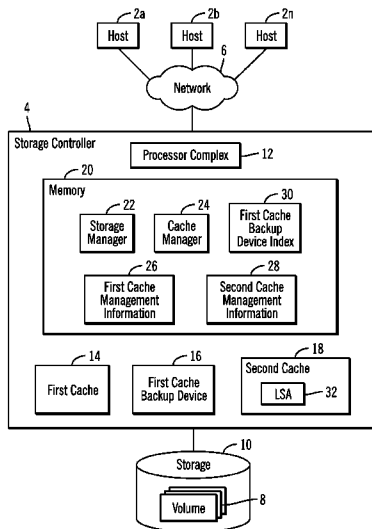 2a
2b
2n
Host
Host
Host
6
Network
4
Storage Controller
12
Processor Complex
20
Memory
22
24
30
Storage
Manager
Cache
Manager
First Cache
Backup
Device Index
26
28
First Cache
Management
Information
Second Cache
Management
Information
14
16
18
First Cache
First Cache
Backup Device
Second Cache
LSA
32
10
Storage
Volume
8